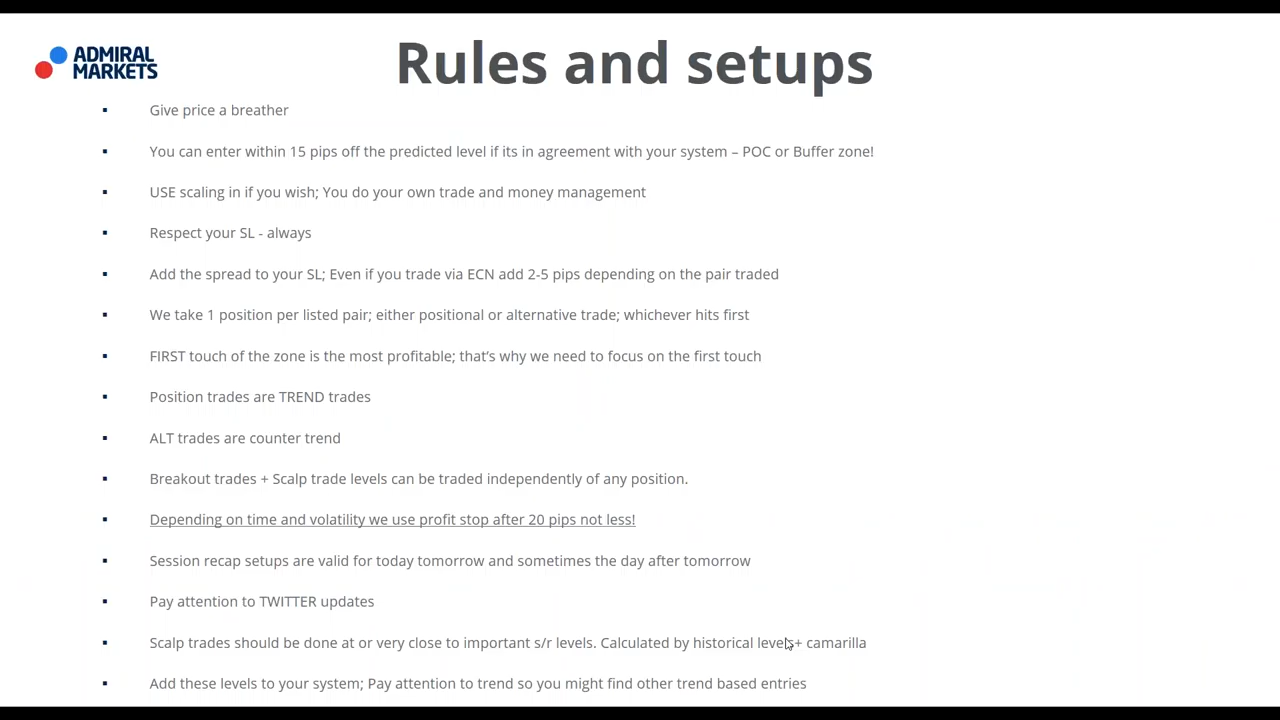 ADMIRAL
MARKETS
Rules and setups
▪ Give price a breather
▪ You can enter within 15 pips off the predicted level if its in agreement with your system – POC or Buffer zone!
▪ USE scaling in if you wish; You do your own trade and money management
▪ Respect your SL - always
▪ Add the spread to your SL; Even if you trade via ECN add 2-5 pips depending on the pair traded
▪ We take 1 position per listed pair; either positional or alternative trade; whichever hits first
▪ FIRST touch of the zone is the most profitable; that’s why we need to focus on the first touch
▪ Position trades are TREND trades
▪ ALT trades are counter trend
▪ Breakout trades + Scalp trade levels can be traded independently of any position.
▪ Depending on time and volatility we use profit stop after 20 pips not less!
▪ Session recap setups are valid for today tomorrow and sometimes the day after tomorrow
▪ Pay attention to TWITTER updates
▪ Scalp trades should be done at or very close to important s/r levels. Calculated by historical levels+ camarilla
▪ Add these levels to your system; Pay attention to trend so you might find other trend based entries